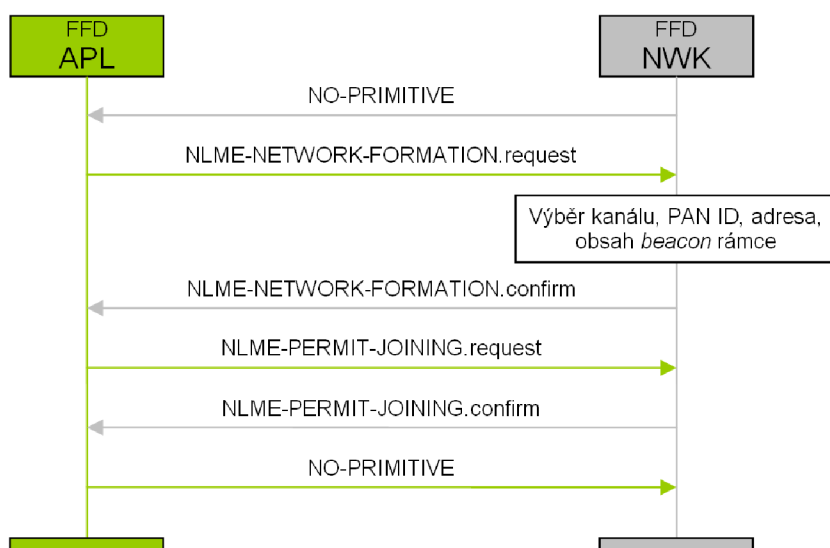 FFD
APL
FFD
NWK
NO-PRIMITIVE
NLME-NETWORK-FORMATION.request
Výběr kanálu, PAN ID, adresa,
obsah beacon rámce
NLME-NETWORK-FORMATION.confirm
NLME-PERMIT-JOINING.request
NLME-PERMIT-JOINING.confirm
NO-PRIMITIVE